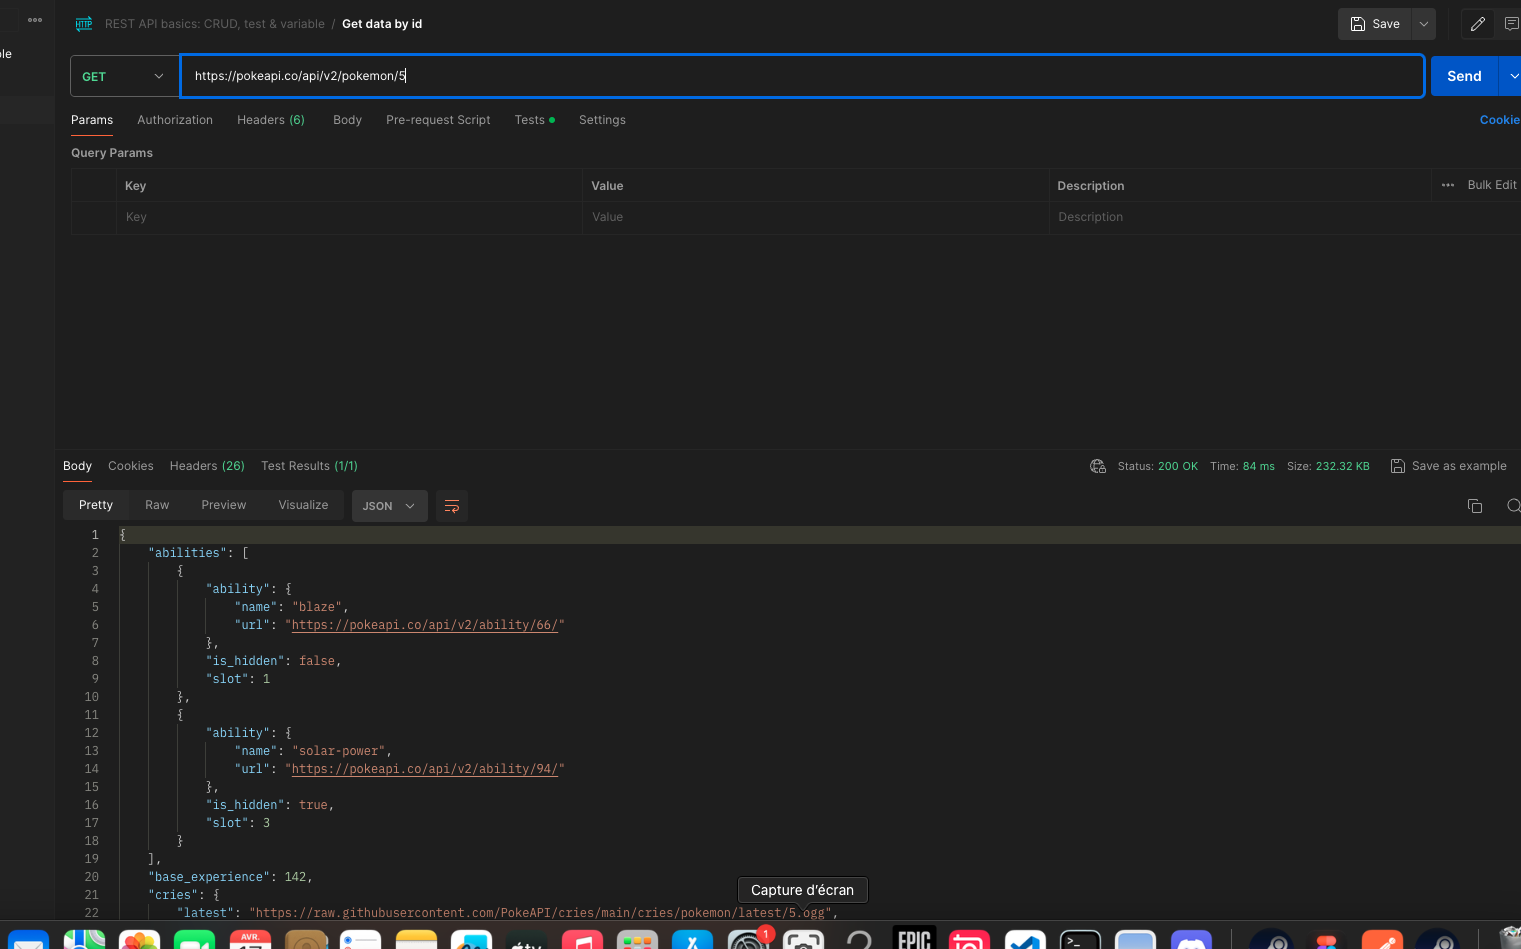 REST API basics: CRUD, test & variable / Get data by id
Save
GET
https://pokeapi.co/api/v2/pokemon/5
Send
Params Authorization Headers (6) Body Pre-request Script Tests Settings
Cookie
Query Params
Key Value Description
Bulk Edit
Key Value Description
Body Cookies Headers (26) Test Results (1/1)
Status: 200 OK Time: 84 ms Size: 232.32 KB Save as example
Pretty Raw Preview Visualize JSON
1 {
2 "abilities": [
3 {
4 "ability": {
5 "name": "blaze",
6 "url": "https://pokeapi.co/api/v2/ability/66/"
7 },
8 "is_hidden": false,
9 "slot": 1
10 },
11 {
12 "ability": {
13 "name": "solar-power",
14 "url": "https://pokeapi.co/api/v2/ability/94/"
15 },
16 "is_hidden": true,
17 "slot": 3
18 }
19 ],
20 "base_experience": 142,
21 "cries": {
22 "latest": "https://raw.githubusercontent.com/PokeAPI/cries/main/cries/pokemon/latest/5.ogg",
Capture d'écran
AVR.
1
EPIC